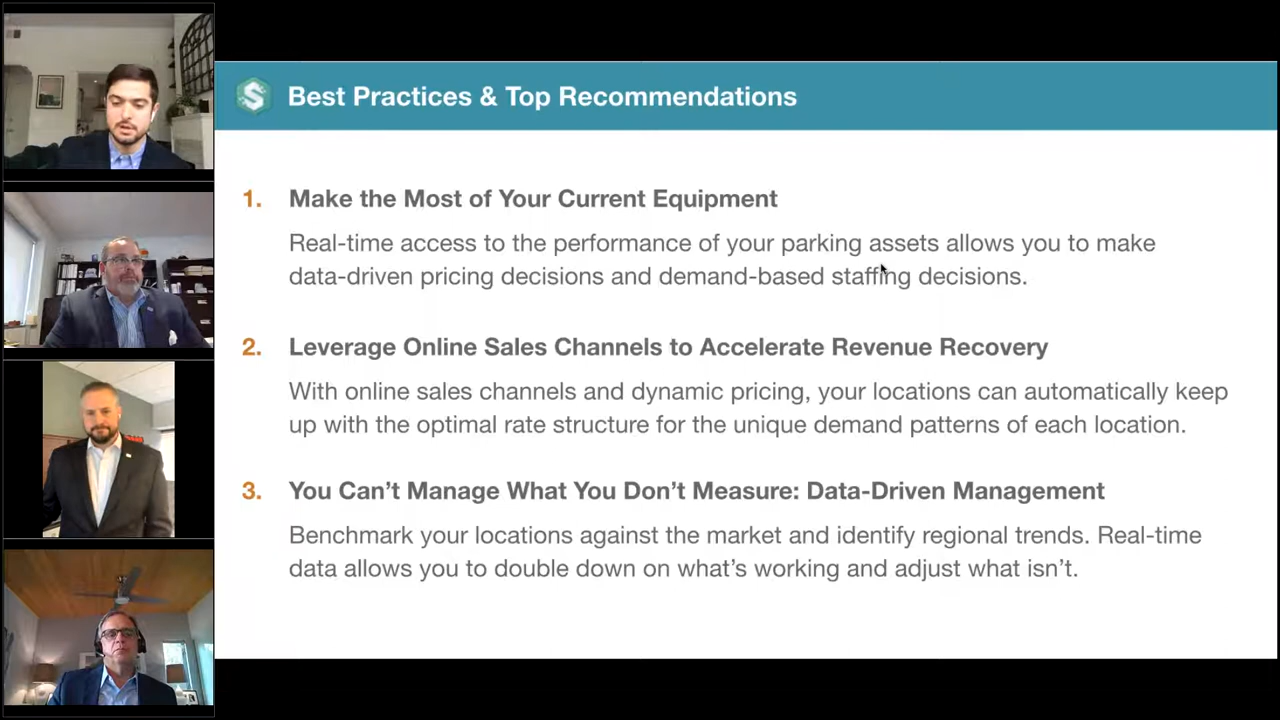 Best Practices & Top Recommendations
1. Make the Most of Your Current Equipment
Real-time access to the performance of your parking assets allows you to make
data-driven pricing decisions and demand-based staffing decisions.
2. Leverage Online Sales Channels to Accelerate Revenue Recovery
With online sales channels and dynamic pricing, your locations can automatically keep
up with the optimal rate structure for the unique demand patterns of each location.
3. You Can’t Manage What You Don’t Measure: Data-Driven Management
Benchmark your locations against the market and identify regional trends. Real-time
data allows you to double down on what’s working and adjust what isn’t.